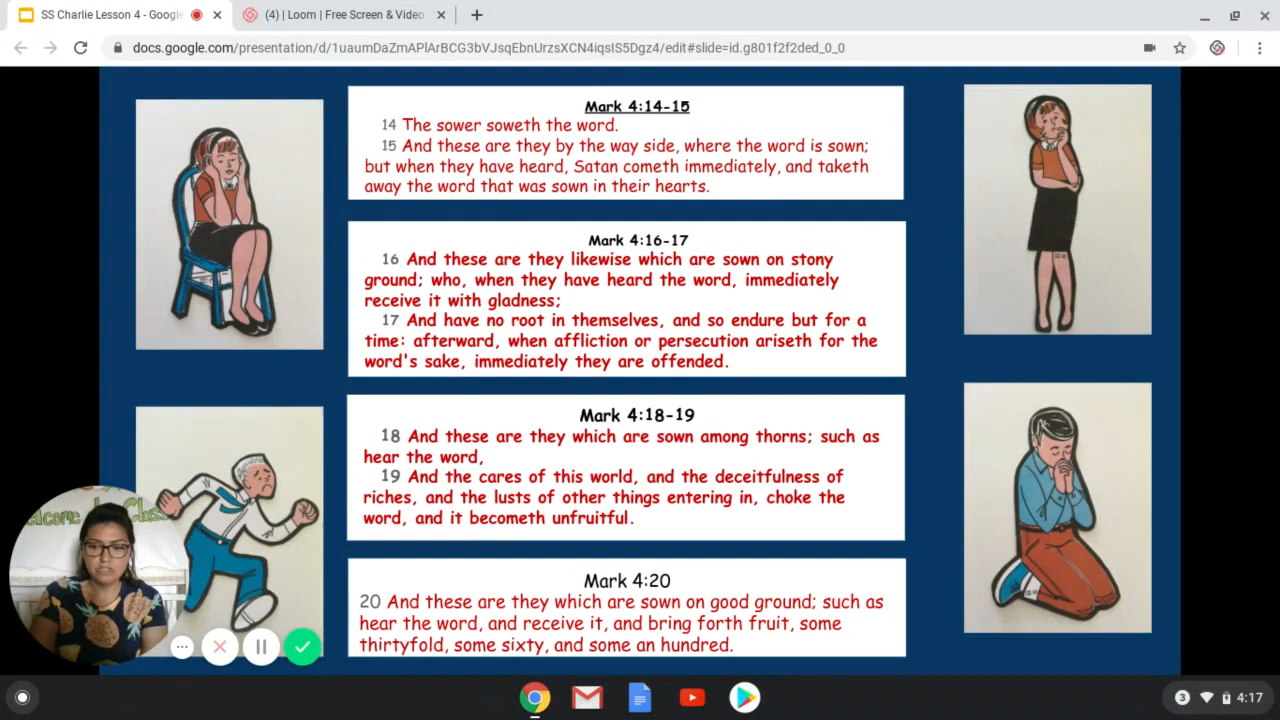 SS Charlie Lesson 4 - Google
(4) | Loom | Free Screen & Video
docs.google.com/presentation/d/1uaumDaZmAPlArBCG3bVJsqEbnUrzsXCN4iqsIS5Dgz4/edit#slide=id.g801f2f2ded_0_0
Mark 4:14-15
14 The sower soweth the word.
15 And these are they by the way side, where the word is sown;
but when they have heard, Satan cometh immediately, and taketh
away the word that was sown in their hearts.
Mark 4:16-17
16 And these are they likewise which are sown on stony
ground; who, when they have heard the word, immediately
receive it with gladness;
17 And have no root in themselves, and so endure but for a
time: afterward, when affliction or persecution ariseth for the
word's sake, immediately they are offended.
Mark 4:18-19
18 And these are they which are sown among thorns; such as
hear the word,
19 And the cares of this world, and the deceitfulness of
riches, and the lusts of other things entering in, choke the
word, and it becometh unfruitful.
Mark 4:20
20 And these are they which are sown on good ground; such as
hear the word, and receive it, and bring forth fruit, some
thirtyfold, some sixty, and some an hundred.
3
4:17